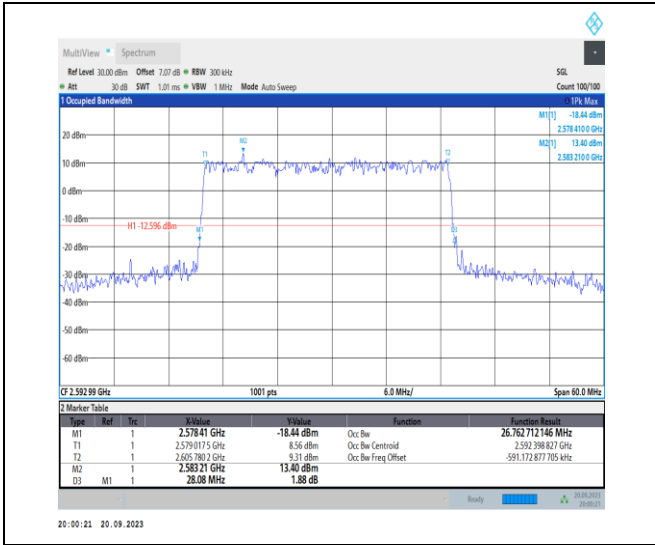 MultiView Spectrum
Ref Level 30.00 dBm Offset 7.07 dB RBW 300 kHz SGL
Att 30 dB SWT 1.01 ms VBW 1 MHz Mode Auto Sweep Count 100/100
1 Occupied Bandwidth 1Pk Max
M1[1] -18.44 dBm
2.578 410 0 GHz
M2[1] 13.40 dBm
2.583 210 0 GHz
20 dBm
M2
T1 T2
10 dBm
0 dBm
-10 dBm
H1 -12.596 dBm
M1 D3
-20 dBm
-30 dBm
-40 dBm
-50 dBm
-60 dBm
CF 2.592 99 GHz 1001 pts 6.0 MHz/ Span 60.0 MHz
2 Marker Table
Type Ref Trc X-Value Y-Value Function Function Result
M1 1 2.578 41 GHz -18.44 dBm Occ Bw 26.762 712 146 MHz
T1 1 2.579 017 5 GHz 8.56 dBm Occ Bw Centroid 2.592 398 827 GHz
T2 1 2.605 780 2 GHz 9.31 dBm Occ Bw Freq Offset -591.172 877 705 kHz
M2 1 2.583 21 GHz 13.40 dBm
D3 M1 1 28.08 MHz 1.88 dB
Ready 20.09.2023
20:00:21
20:00:21 20.09.2023